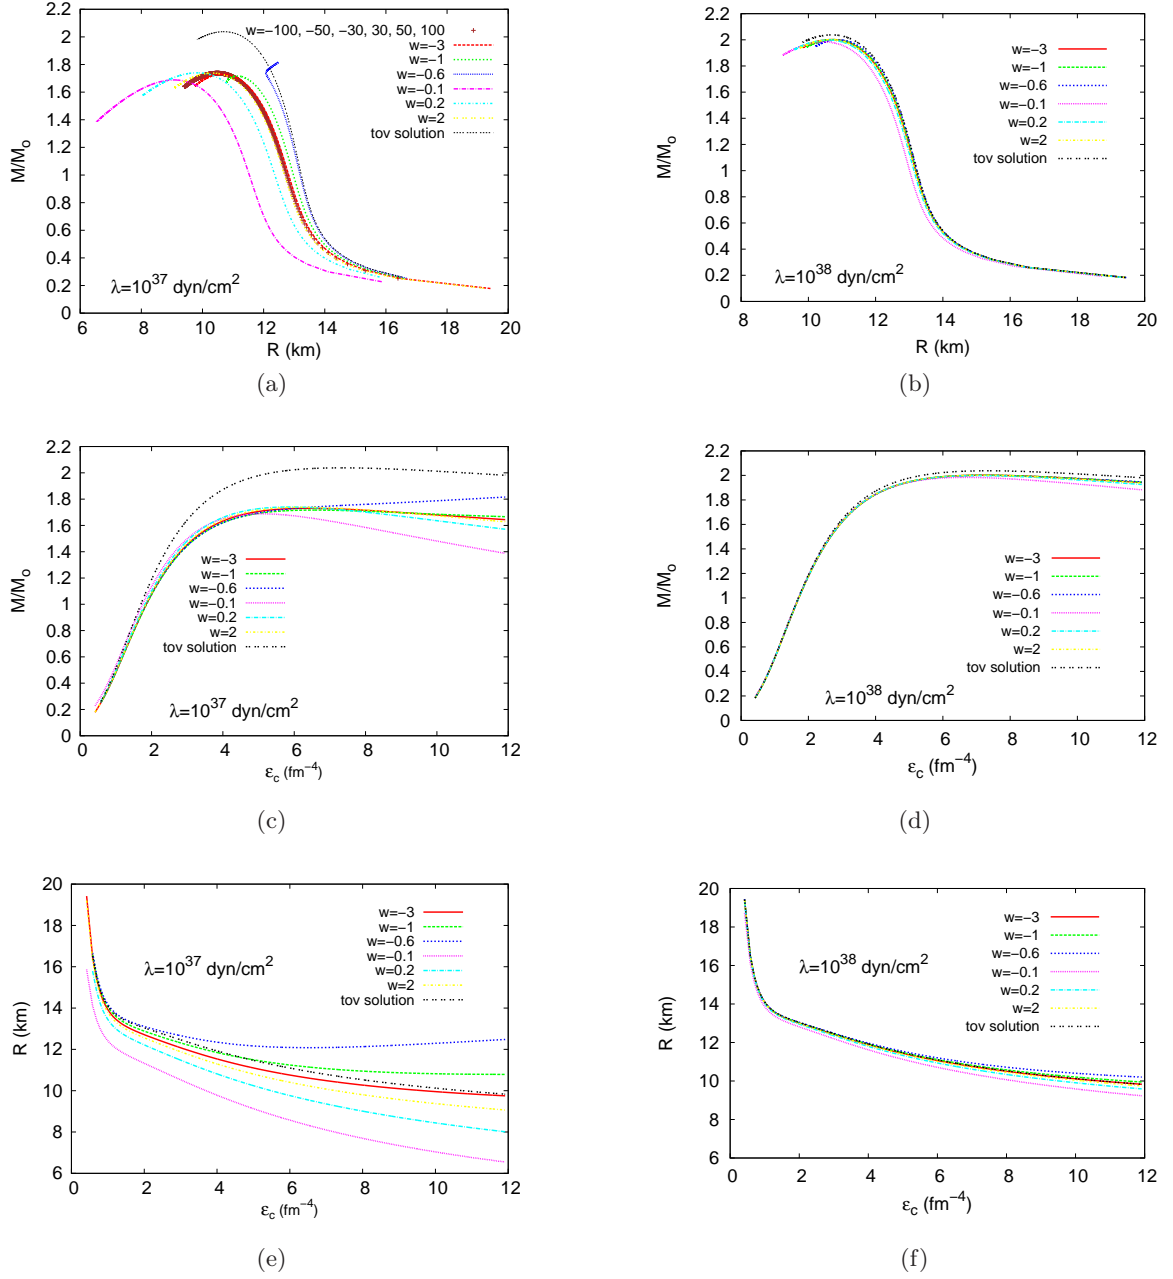 w=−100, −50, −30, 30, 50, 100
w=−3
w=−1
w=−0.6
w=−0.1
w=0.2
w=2
tov solution
M/M₀
2.2
2
1.8
1.6
1.4
1.2
1
0.8
0.6
0.4
0.2
0
λ=10³⁷ dyn/cm²
6 8 10 12 14 16 18 20
R (km)
(a)
w=−3
w=−1
w=−0.6
w=−0.1
w=0.2
w=2
tov solution
M/M₀
2.2
2
1.8
1.6
1.4
1.2
1
0.8
0.6
0.4
0.2
0
λ=10³⁸ dyn/cm²
8 10 12 14 16 18 20
R (km)
(b)
M/M₀
2.2
2
1.8
1.6
1.4
1.2
1
0.8
0.6
0.4
0.2
0
w=−3
w=−1
w=−0.6
w=−0.1
w=0.2
w=2
tov solution
λ=10³⁷ dyn/cm²
0 2 4 6 8 10 12
ε_c (fm⁻⁴)
(c)
M/M₀
2.2
2
1.8
1.6
1.4
1.2
1
0.8
0.6
0.4
0.2
0
w=−3
w=−1
w=−0.6
w=−0.1
w=0.2
w=2
tov solution
λ=10³⁸ dyn/cm²
0 2 4 6 8 10 12
ε_c (fm⁻⁴)
(d)
R (km)
20
18
16
14
12
10
8
6
w=−3
w=−1
w=−0.6
w=−0.1
w=0.2
w=2
tov solution
λ=10³⁷ dyn/cm²
0 2 4 6 8 10 12
ε_c (fm⁻⁴)
(e)
R (km)
20
18
16
14
12
10
8
6
w=−3
w=−1
w=−0.6
w=−0.1
w=0.2
w=2
tov solution
λ=10³⁸ dyn/cm²
0 2 4 6 8 10 12
ε_c (fm⁻⁴)
(f)